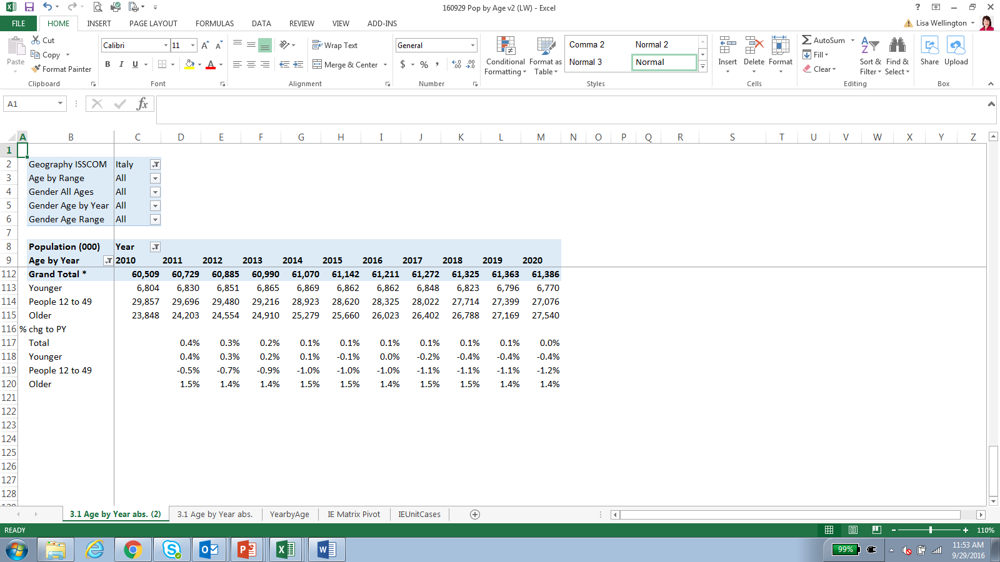 160929 Pop by Age v2 (LW) - Excel
?
FILE HOME INSERT PAGE LAYOUT FORMULAS DATA REVIEW VIEW ADD-INS
Lisa Wellington
Paste
Cut
Copy
Format Painter
Clipboard
Calibri 11 A A
B I U A
Font
Wrap Text
Merge & Center
Alignment
General
$ % ,
Number
Conditional Formatting
Format as Table
Comma 2 Normal 2
Normal 3 Normal
Styles
Insert Delete Format
Cells
AutoSum
Fill
Clear
Sort & Filter
Find & Select
Editing
Share Upload
Box
A1 fx
A B C D E F G H I J K L M N O P Q R S T U V W X Y Z
1
2 Geography ISSCOM Italy
3 Age by Range All
4 Gender All Ages All
5 Gender Age by Year All
6 Gender Age Range All
7
8 Population (000) Year
9 Age by Year 2010 2011 2012 2013 2014 2015 2016 2017 2018 2019 2020
112 Grand Total * 60,509 60,729 60,885 60,990 61,070 61,142 61,211 61,272 61,325 61,363 61,386
113 Younger 6,804 6,830 6,851 6,865 6,869 6,862 6,862 6,848 6,823 6,796 6,770
114 People 12 to 49 29,857 29,696 29,480 29,216 28,923 28,620 28,325 28,022 27,714 27,399 27,076
115 Older 23,848 24,203 24,554 24,910 25,279 25,660 26,023 26,402 26,788 27,169 27,540
116 % chg to PY
117 Total 0.4% 0.3% 0.2% 0.1% 0.1% 0.1% 0.1% 0.1% 0.1% 0.0%
118 Younger 0.4% 0.3% 0.2% 0.1% -0.1% 0.0% -0.2% -0.4% -0.4% -0.4%
119 People 12 to 49 -0.5% -0.7% -0.9% -1.0% -1.0% -1.0% -1.1% -1.1% -1.1% -1.2%
120 Older 1.5% 1.4% 1.4% 1.5% 1.5% 1.4% 1.5% 1.5% 1.4% 1.4%
121
122
123
124
125
126
127
128
3.1 Age by Year abs. (2) 3.1 Age by Year abs. YearbyAge IE Matrix Pivot IEUnitCases
READY 110%
99%
11:53 AM
9/29/2016